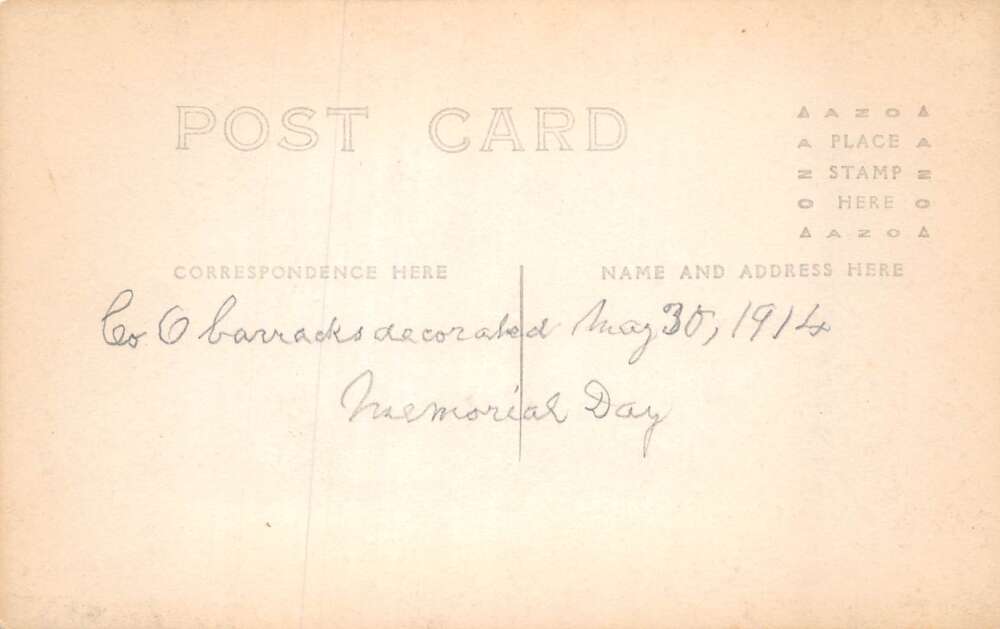 POST CARD
AZO
A PLACE A
Z STAMP Z
O HERE O
AZO
CORRESPONDENCE HERE
NAME AND ADDRESS HERE
Co O barracks decorated May 30, 1914
Memorial Day